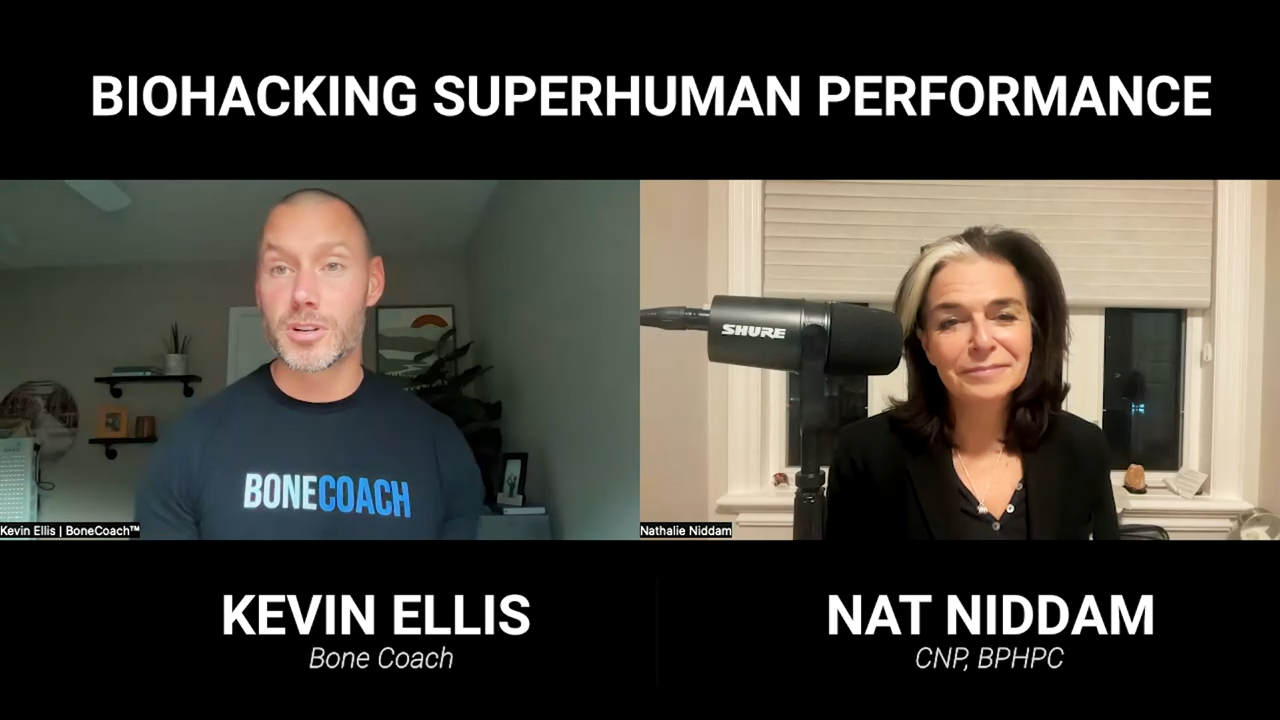 BIOHACKING SUPERHUMAN PERFORMANCE
SHURE
BONECOACH
Kevin Ellis | BoneCoach™
Nathalie Niddam
KEVIN ELLIS
Bone Coach
NAT NIDDAM
CNP, BPHPC